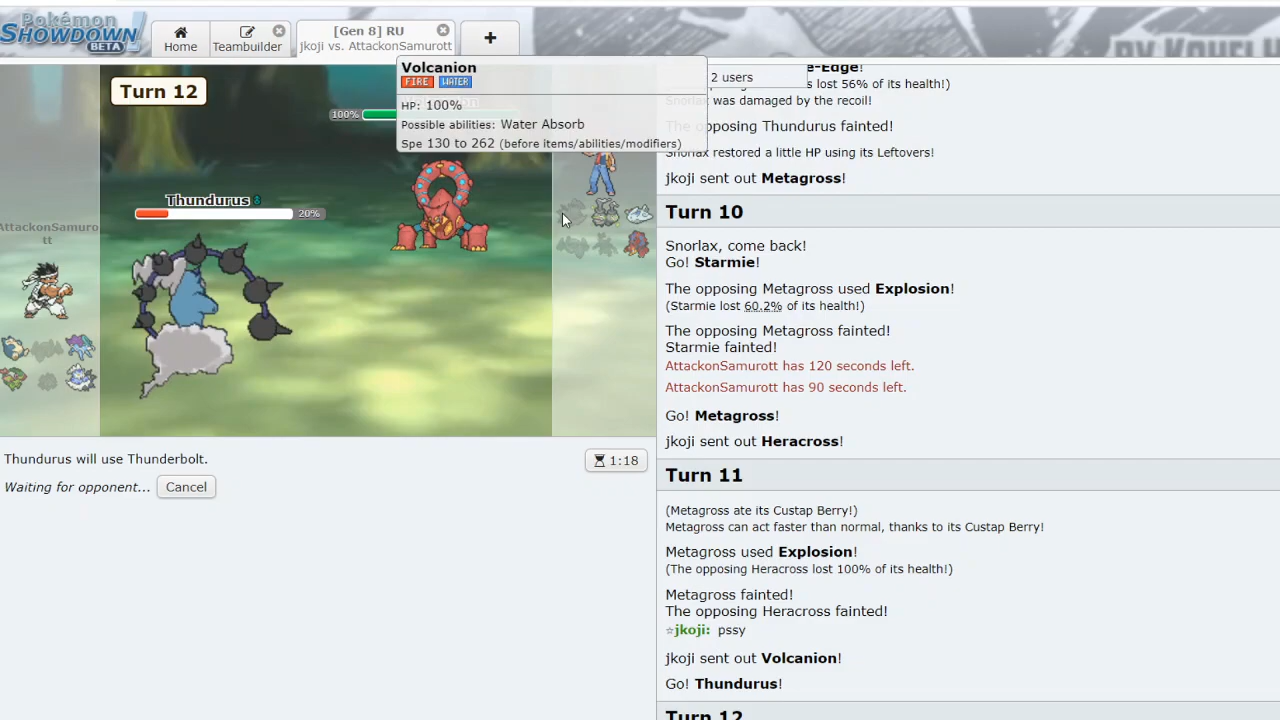 Pokémon
SHOWDOWN
BETA
Home
Teambuilder
[Gen 8] RU
jkoji vs. AttackonSamurott
+
Turn 12
100%
Volcanion
FIRE WATER
HP: 100%
Possible abilities: Water Absorb
Spe 130 to 262 (before items/abilities/modifiers)
2 users
Thundurus
20%
AttackonSamuro
tt
Thundurus will use Thunderbolt.
1:18
Waiting for opponent... Cancel
e-Edge!
s lost 56% of its health!)
Snorlax was damaged by the recoil!
The opposing Thundurus fainted!
Snorlax restored a little HP using its Leftovers!
jkoji sent out Metagross!
Turn 10
Snorlax, come back!
Go! Starmie!
The opposing Metagross used Explosion!
(Starmie lost 60.2% of its health!)
The opposing Metagross fainted!
Starmie fainted!
AttackonSamurott has 120 seconds left.
AttackonSamurott has 90 seconds left.
Go! Metagross!
jkoji sent out Heracross!
Turn 11
(Metagross ate its Custap Berry!)
Metagross can act faster than normal, thanks to its Custap Berry!
Metagross used Explosion!
(The opposing Heracross lost 100% of its health!)
Metagross fainted!
The opposing Heracross fainted!
☆jkoji: pssy
jkoji sent out Volcanion!
Go! Thundurus!
Turn 12